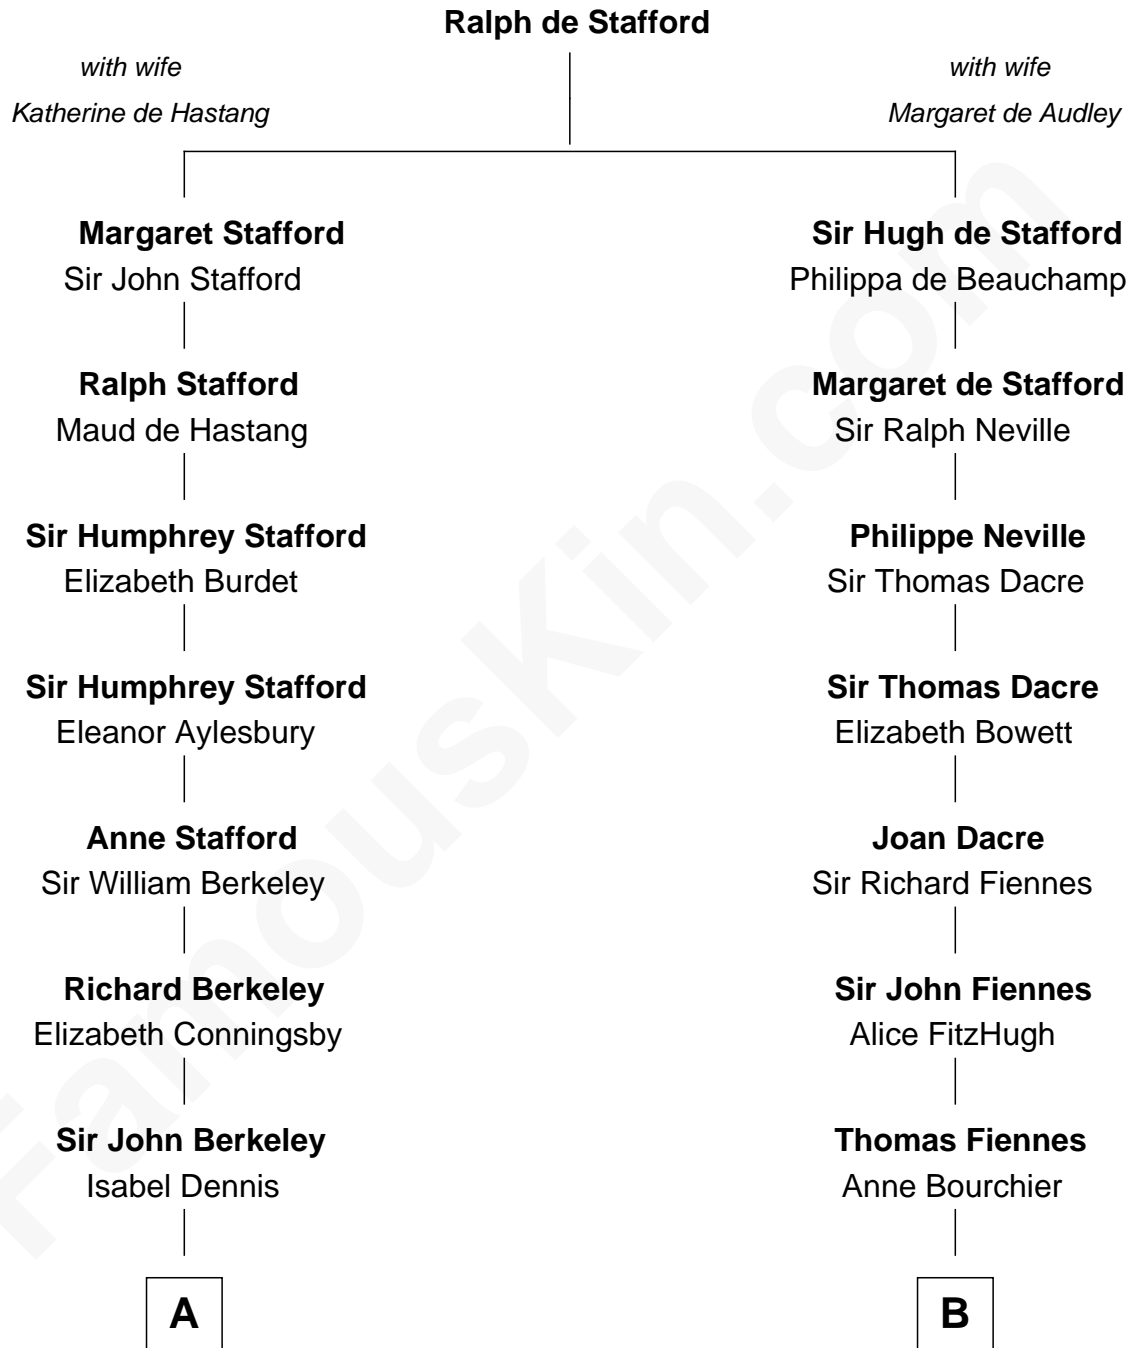 Ralph de Stafford
with wife
Katherine de Hastang
with wife
Margaret de Audley
Margaret Stafford
Sir John Stafford
Ralph Stafford
Maud de Hastang
Sir Humphrey Stafford
Elizabeth Burdet
Sir Humphrey Stafford
Eleanor Aylesbury
Anne Stafford
Sir William Berkeley
Richard Berkeley
Elizabeth Conningsby
Sir John Berkeley
Isabel Dennis
A
Sir Hugh de Stafford
Philippa de Beauchamp
Margaret de Stafford
Sir Ralph Neville
Philippe Neville
Sir Thomas Dacre
Sir Thomas Dacre
Elizabeth Bowett
Joan Dacre
Sir Richard Fiennes
Sir John Fiennes
Alice FitzHugh
Thomas Fiennes
Anne Bourchier
B
FamousKin.com